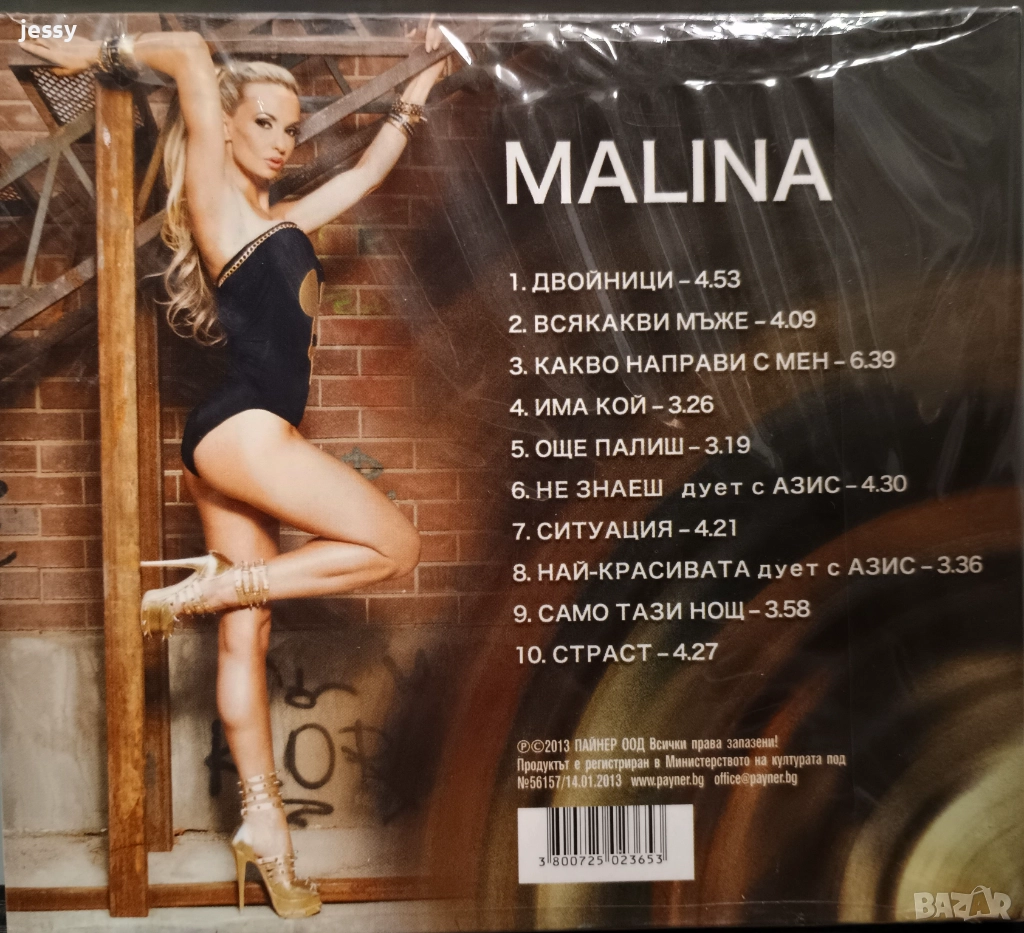 jessy
MALINA
1. ДВОЙНИЦИ – 4.53
2. ВСЯКАКВИ МЪЖЕ – 4.09
3. КАКВО НАПРАВИ С МЕН – 6.39
4. ИМА КОЙ – 3.26
5. ОЩЕ ПАЛИШ – 3.19
6. НЕ ЗНАЕШ дует с АЗИС – 4.30
7. СИТУАЦИЯ – 4.21
8. НАЙ-КРАСИВАТА дует с АЗИС – 3.36
9. САМО ТАЗИ НОЩ – 3.58
10. СТРАСТ – 4.27
℗©2013 ПАЙНЕР ООД Всички права запазени!
Продуктът е регистриран в Министерството на културата под
№56157/14.01.2013 www.payner.bg office@payner.bg
3 800725 023653
BAZAR